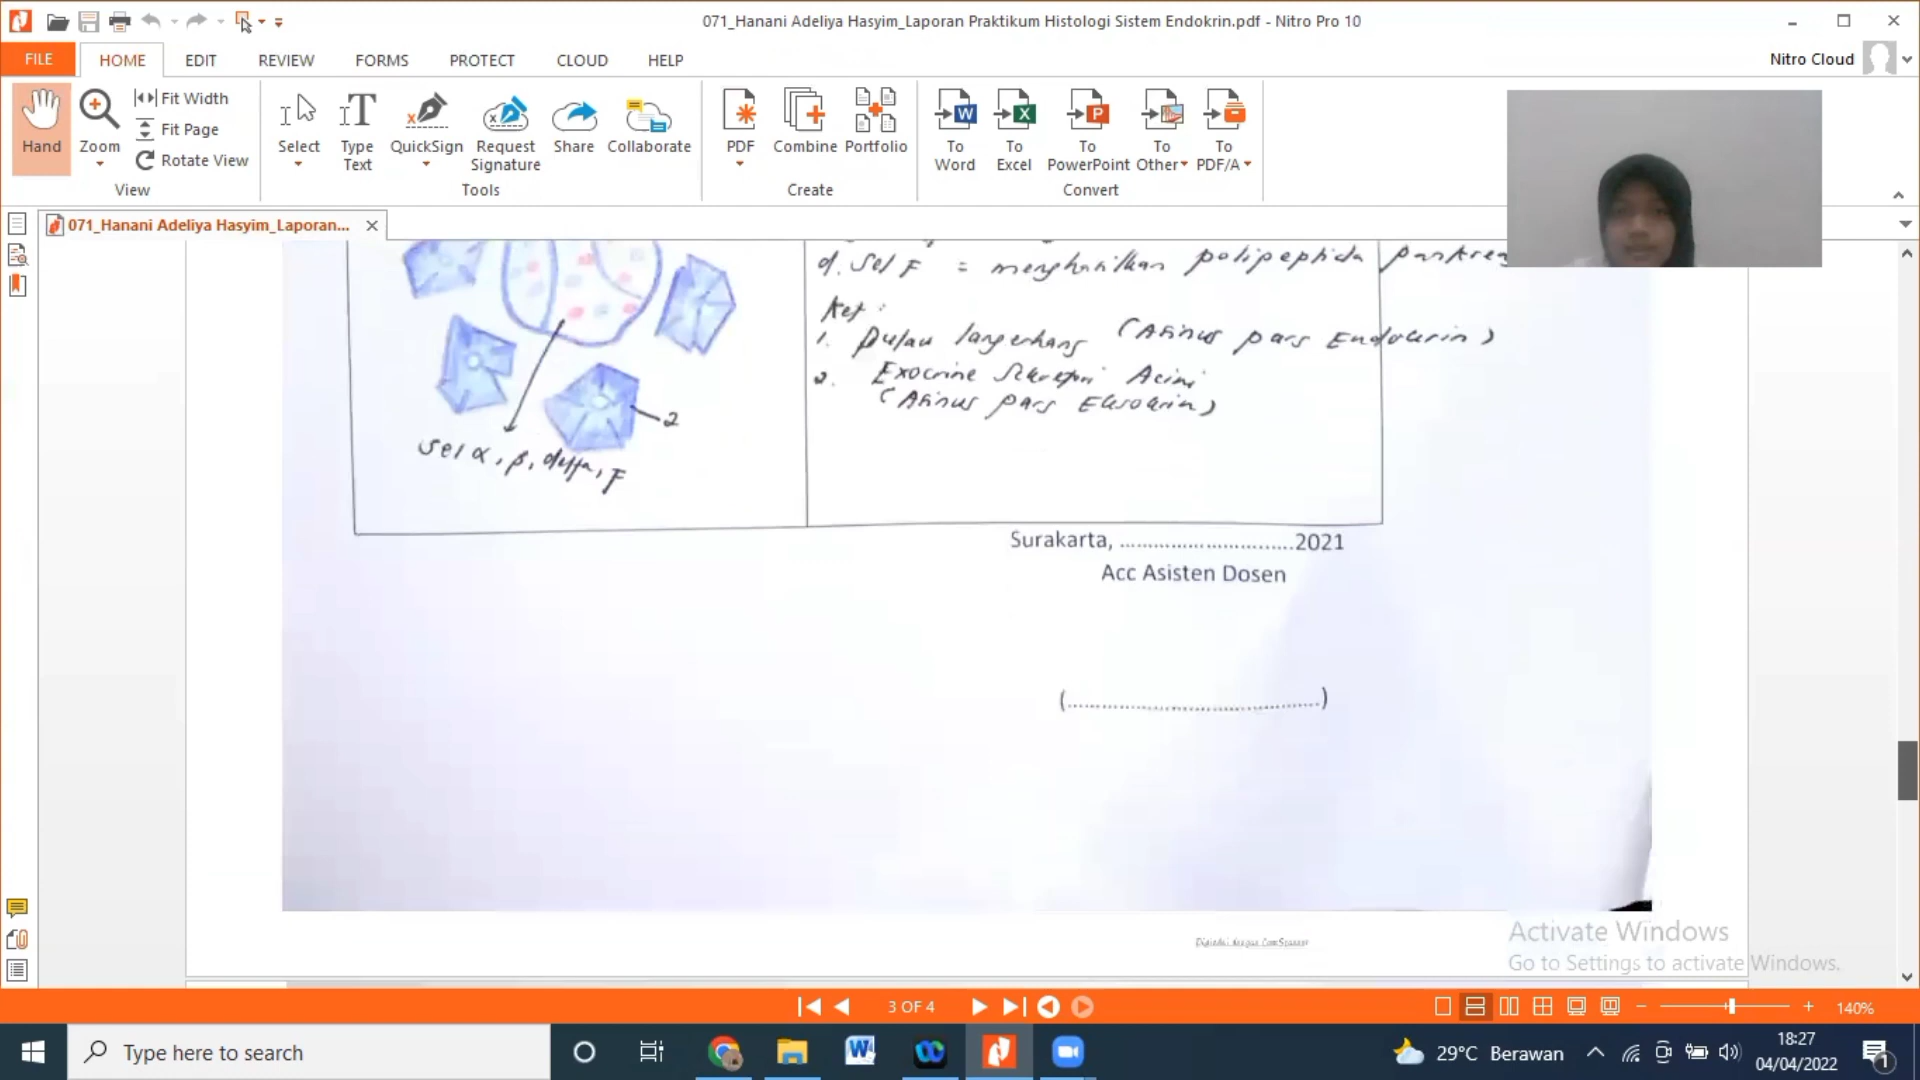 071_Hanani Adeliya Hasyim_Laporan Praktikum Histologi Sistem Endokrin.pdf - Nitro Pro 10
FILE HOME EDIT REVIEW FORMS PROTECT CLOUD HELP
Nitro Cloud
Hand
Zoom
Fit Width
Fit Page
Rotate View
View
Select
Type Text
QuickSign
Request Signature
Share
Collaborate
Tools
PDF
Combine
Portfolio
Create
To Word
To Excel
To PowerPoint
To Other
To PDF/A
Convert
071_Hanani Adeliya Hasyim_Laporan...
d. Sel F = menghasilkan polipeptida pankrea
Ket :
1. Pulau langerhans (Asinus pars Endokrin)
2. Exocrine Sekretori Acini
(Asinus pars Eksokrin)
2
Sel α, β, delta, F
Surakarta, ..............................2021
Acc Asisten Dosen
(..........................................)
Activate Windows
Go to Settings to activate Windows.
3 OF 4
140%
Type here to search
29°C Berawan
18:27
04/04/2022
1